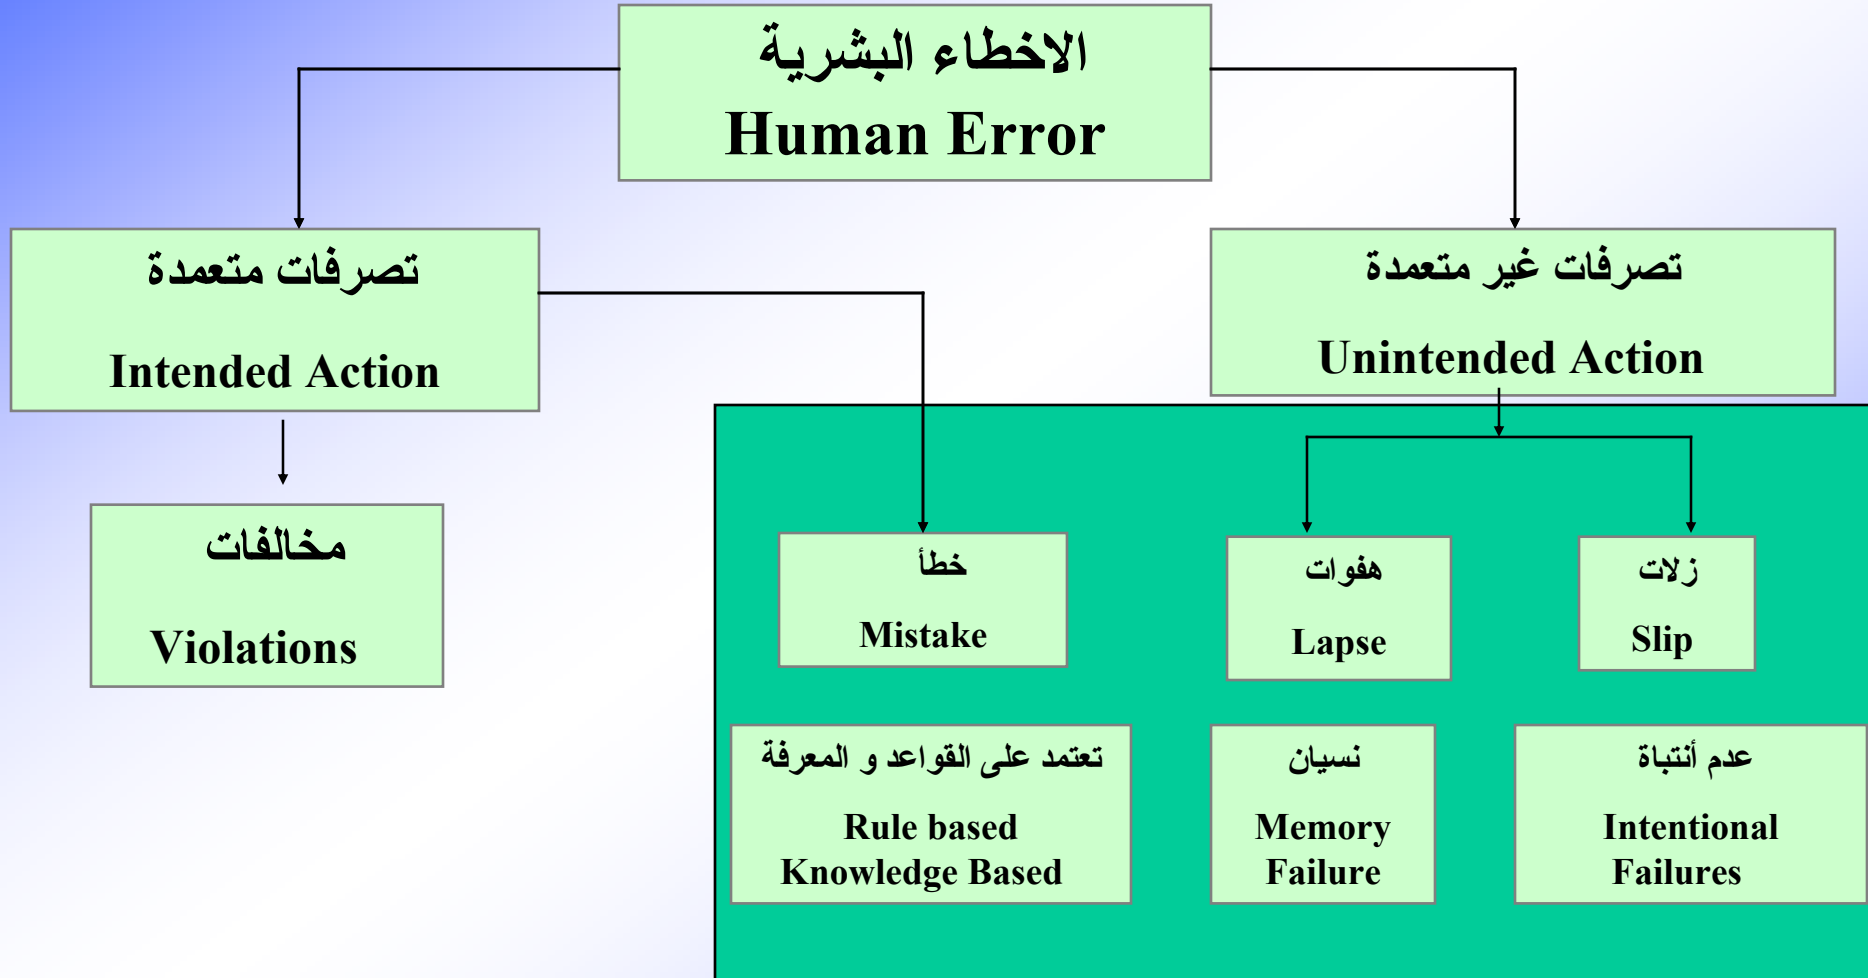 الاخطاء البشرية
Human Error
تصرفات متعمدة
Intended Action
تصرفات غير متعمدة
Unintended Action
مخالفات
Violations
خطأ
Mistake
هفوات
Lapse
زلات
Slip
تعتمد على القواعد و المعرفة
Rule based
Knowledge Based
نسيان
Memory
Failure
عدم أنتباة
Intentional
Failures